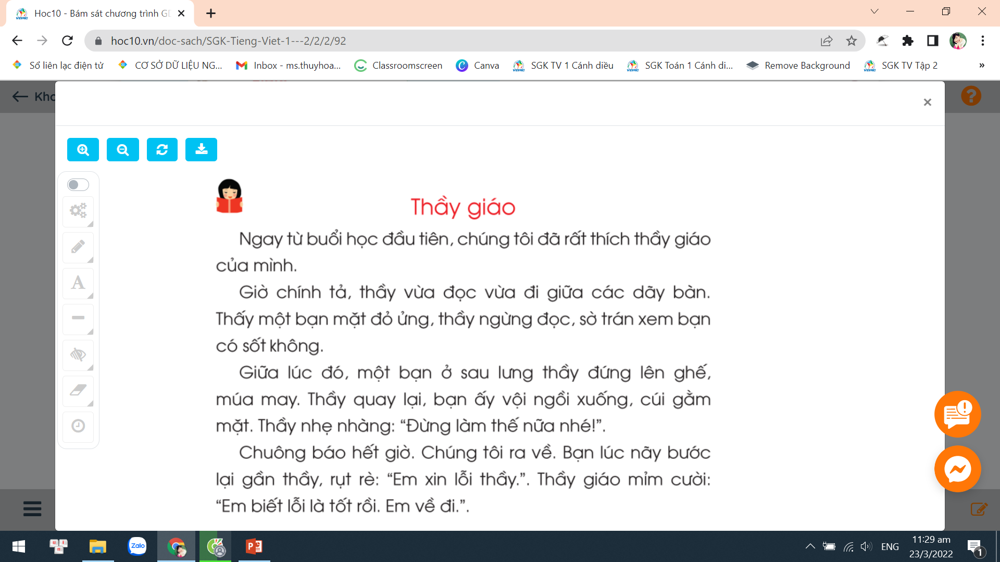 Hoc10 - Bám sát chương trình GD
hoc10.vn/doc-sach/SGK-Tieng-Viet-1---2/2/2/92
Sổ liên lạc điện tử
CƠ SỞ DỮ LIỆU NG...
Inbox - ms.thuyhoa...
Classroomscreen
Canva
SGK TV 1 Cánh diều
SGK Toán 1 Cánh di...
Remove Background
SGK TV Tập 2
»
Kho
Thầy giáo
Ngay từ buổi học đầu tiên, chúng tôi đã rất thích thầy giáo
của mình.
Giờ chính tả, thầy vừa đọc vừa đi giữa các dãy bàn.
Thấy một bạn mặt đỏ ửng, thầy ngừng đọc, sờ trán xem bạn
có sốt không.
Giữa lúc đó, một bạn ở sau lưng thầy đứng lên ghế,
múa may. Thầy quay lại, bạn ấy vội ngồi xuống, cúi gằm
mặt. Thầy nhẹ nhàng: “Đừng làm thế nữa nhé!”.
Chuông báo hết giờ. Chúng tôi ra về. Bạn lúc nãy bước
lại gần thầy, rụt rè: “Em xin lỗi thầy.”. Thầy giáo mỉm cười:
“Em biết lỗi là tốt rồi. Em về đi.”.
Zalo
ENG
11:29 am
23/3/2022
1